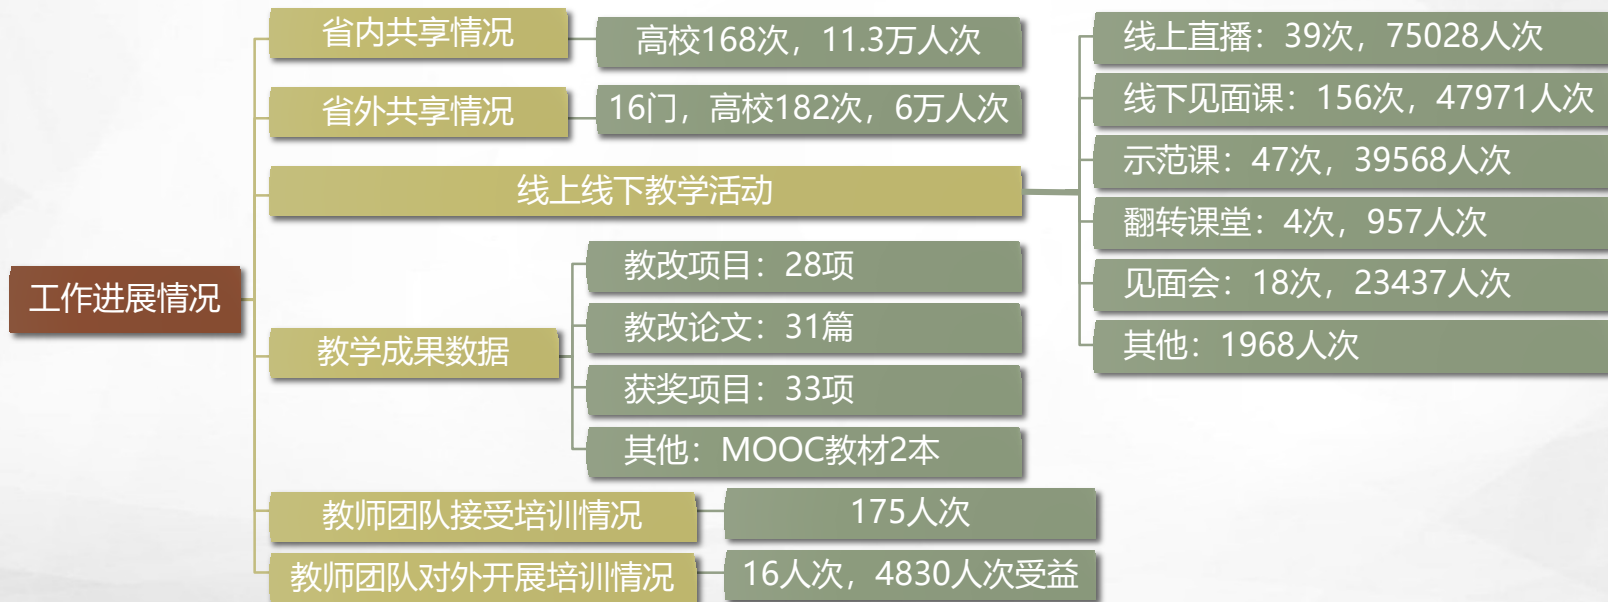 工作进展情况
省内共享情况
高校168次，11.3万人次
省外共享情况
16门，高校182次，6万人次
线上线下教学活动
线上直播：39次，75028人次
线下见面课：156次，47971人次
示范课：47次，39568人次
翻转课堂：4次，957人次
见面会：18次，23437人次
其他：1968人次
教学成果数据
教改项目：28项
教改论文：31篇
获奖项目：33项
其他：MOOC教材2本
教师团队接受培训情况
175人次
教师团队对外开展培训情况
16人次，4830人次受益